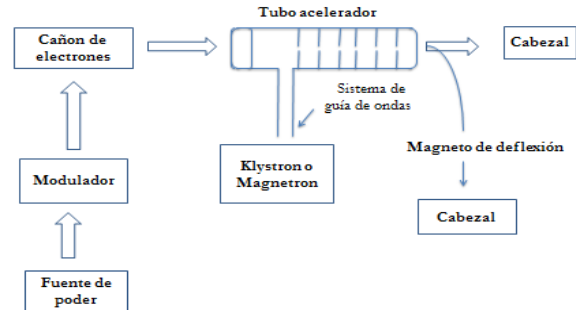 Tubo acelerador
Cañon de
electrones
Cabezal
Sistema de
guía de ondas
Klystron o
Magnetron
Magneto de deflexión
Modulador
Cabezal
Fuente de
poder